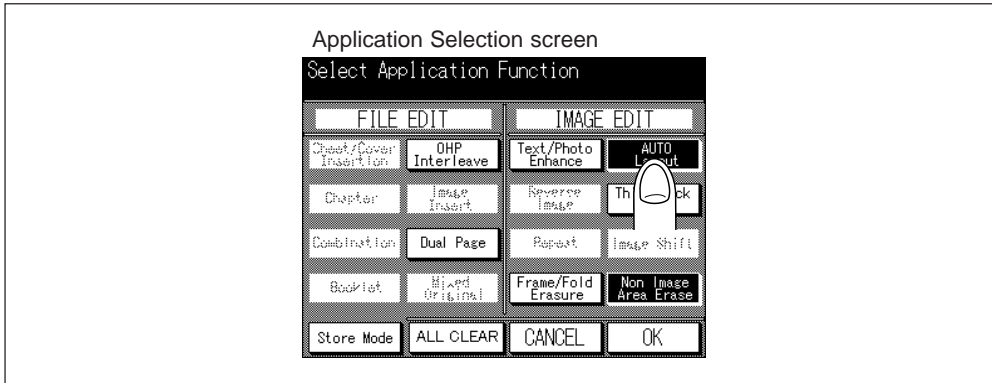 Application Selection screen
Select Application Function
FILE EDIT
IMAGE EDIT
Sheet/Cover
Insertion
OHP
Interleave
Text/Photo
Enhance
AUTO
Chapter
Image
Insert
Reverse
Image
Combination
Dual Page
Repeat
Image Shift
Booklet
Mixed
Original
Frame/Fold
Erasure
Non Image
Area Erase
Store Mode
ALL CLEAR
CANCEL
OK